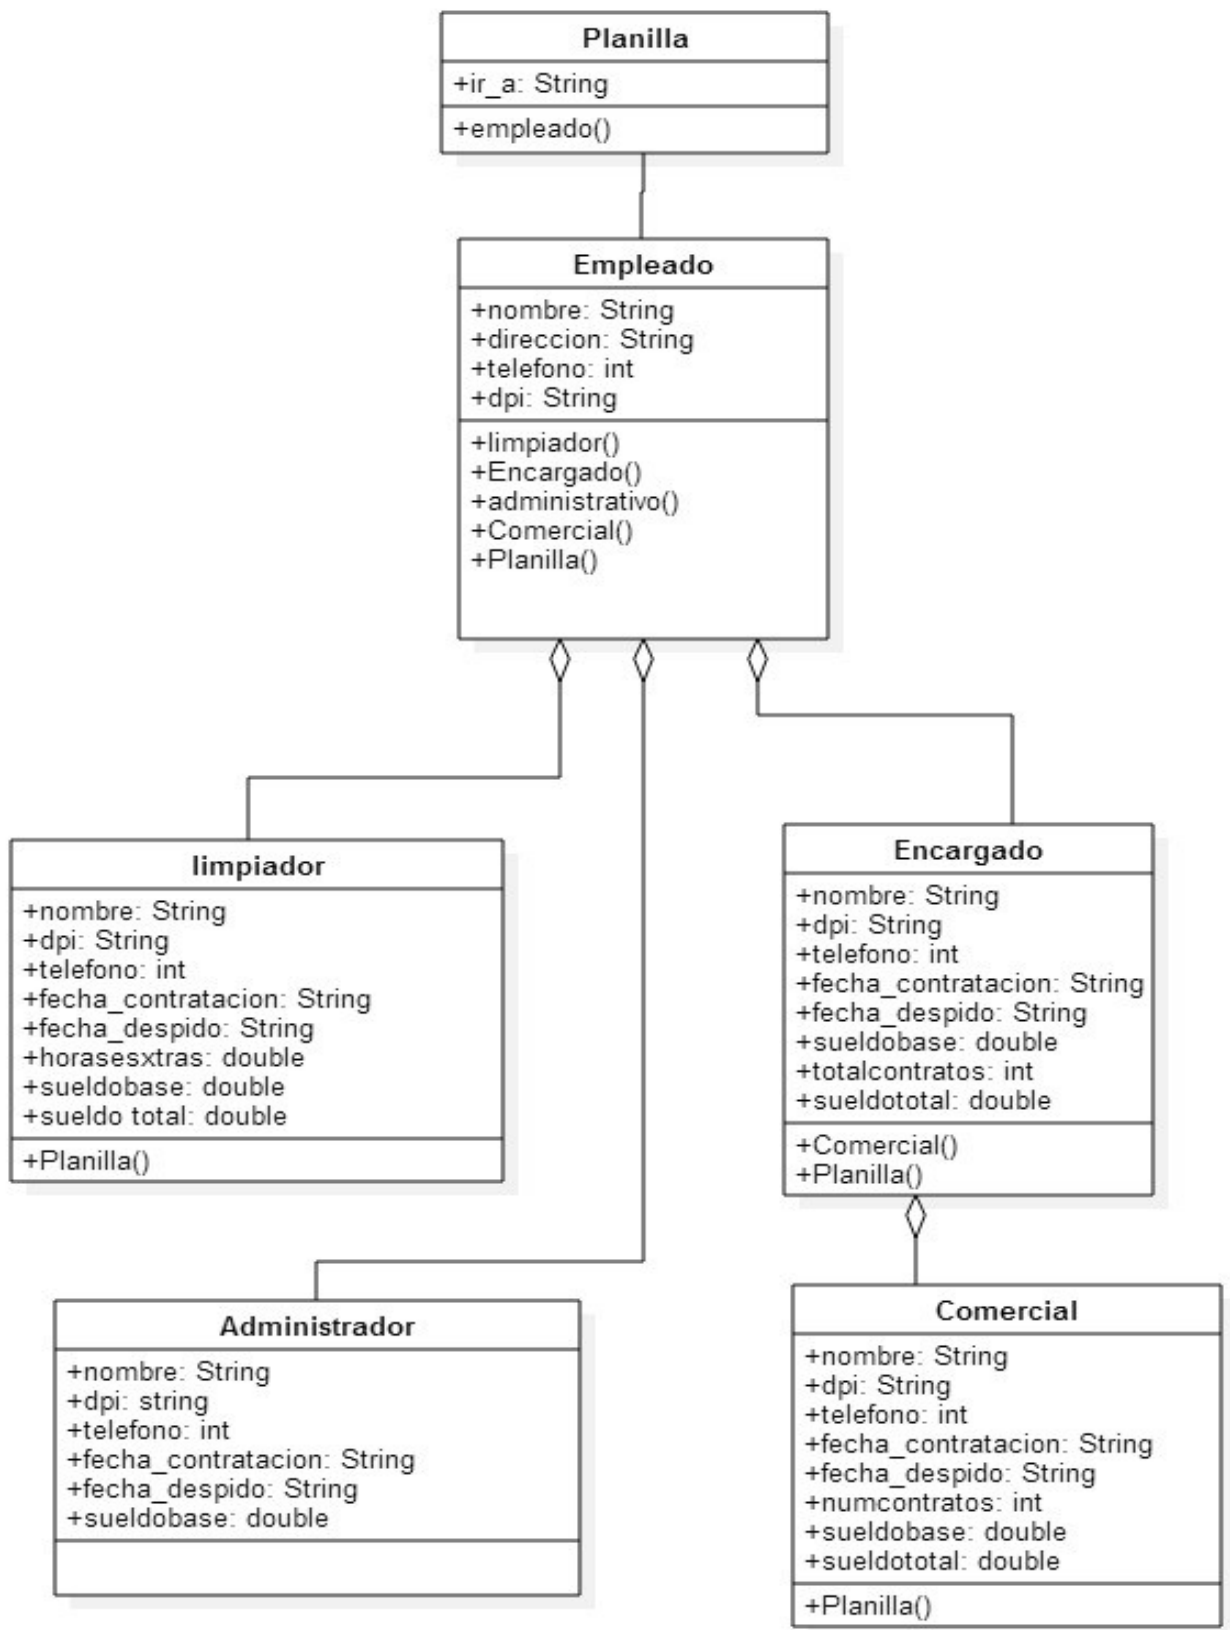 Planilla
+ir_a: String
+empleado()
Empleado
+nombre: String
+direccion: String
+telefono: int
+dpi: String
+limpiador()
+Encargado()
+administrativo()
+Comercial()
+Planilla()
limpiador
+nombre: String
+dpi: String
+telefono: int
+fecha_contratacion: String
+fecha_despido: String
+horasesxtras: double
+sueldobase: double
+sueldo total: double
+Planilla()
Encargado
+nombre: String
+dpi: String
+telefono: int
+fecha_contratacion: String
+fecha_despido: String
+sueldobase: double
+totalcontratos: int
+sueldototal: double
+Comercial()
+Planilla()
Administrador
+nombre: String
+dpi: string
+telefono: int
+fecha_contratacion: String
+fecha_despido: String
+sueldobase: double
Comercial
+nombre: String
+dpi: String
+telefono: int
+fecha_contratacion: String
+fecha_despido: String
+numcontratos: int
+sueldobase: double
+sueldototal: double
+Planilla()